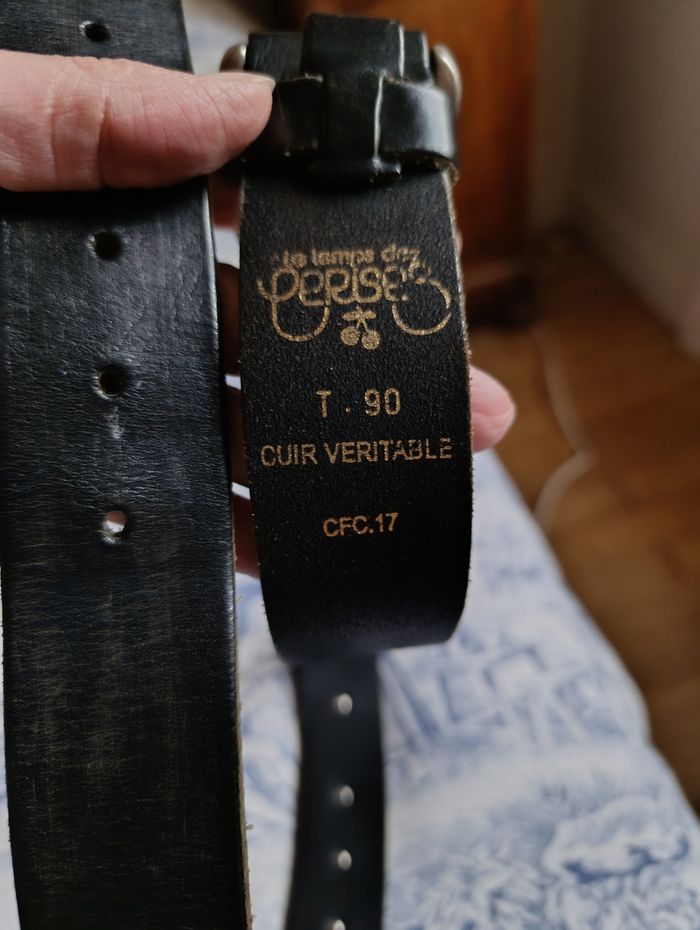 le temps des
cerises
T . 90
CUIR VERITABLE
CFC.17